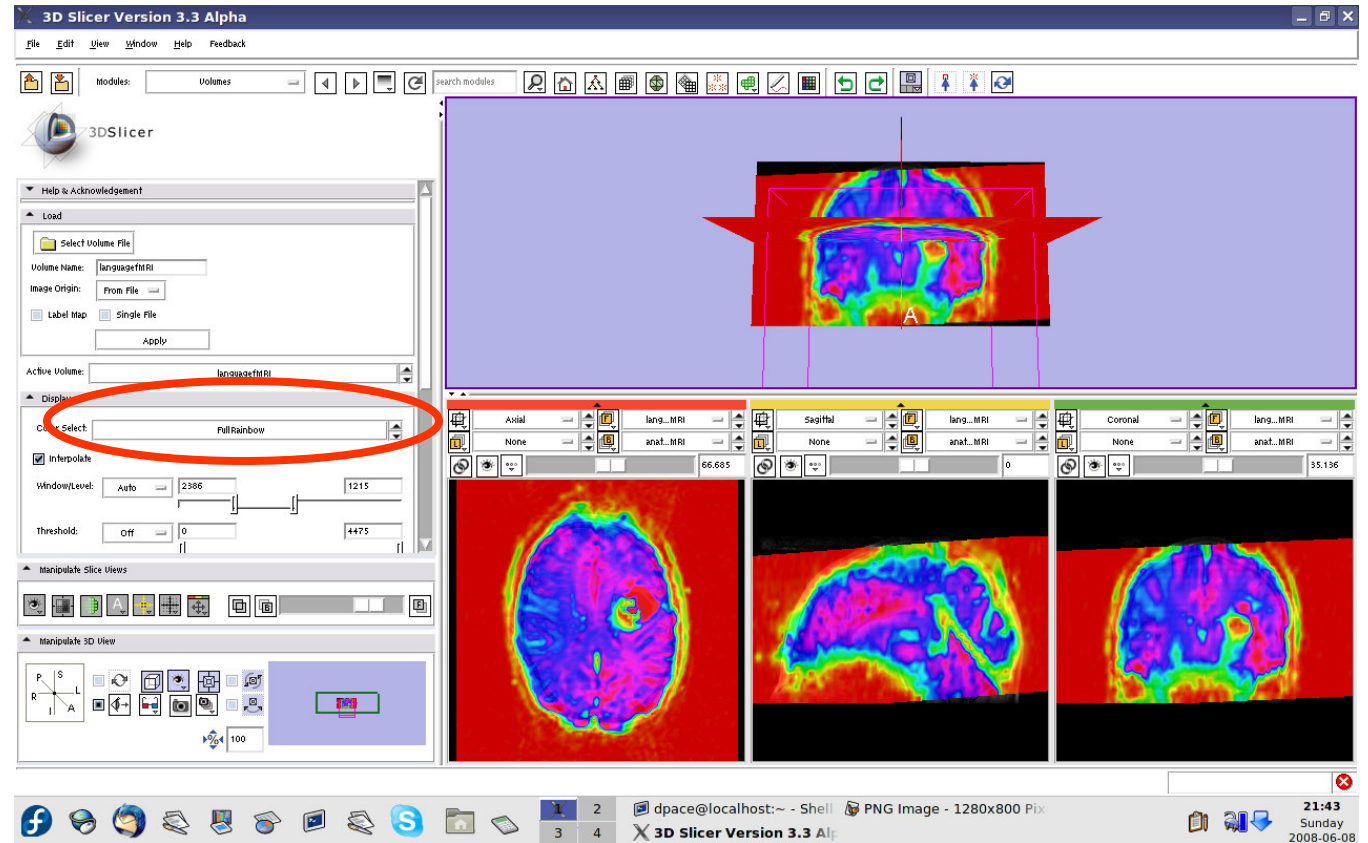 3D Slicer Version 3.3 Alpha
File Edit View Window Help Feedback
Modules: Volumes search modules
3DSlicer
Help & Acknowledgement
Load
Select Volume File
Volume Name: languagefMRI
Image Origin: From File
Label Map Single File
Apply
Active Volume: languagefMRI
Display
Color Select: FullRainbow
Interpolate
Window/Level: Auto 2386 1215
Threshold: Off 0 4475
Manipulate Slice Views
Manipulate 3D View
P S
R L
I A
% 100
A
Axial F lang...MRI
L None B anat...MRI
66.685
Sagittal F lang...MRI
L None B anat...MRI
0
Coronal F lang...MRI
L None B anat...MRI
35.136
1 2
3 4
dpace@localhost:~ - Shell
PNG Image - 1280x800 Pix
3D Slicer Version 3.3 Alp
21:43
Sunday
2008-06-08